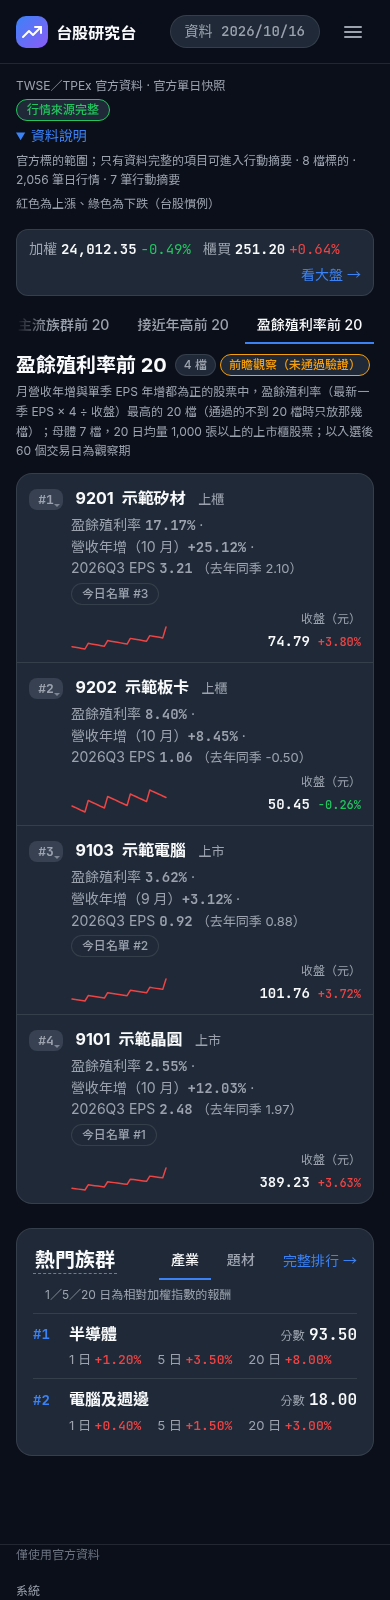 台股研究台
資料 2026/10/16
TWSE／TPEx 官方資料 · 官方單日快照
行情來源完整
▼ 資料說明
官方標的範圍；只有資料完整的項目可進入行動摘要 · 8 檔標的 ·
2,056 筆日行情 · 7 筆行動摘要
紅色為上漲、綠色為下跌（台股慣例）
加權 24,012.35 -0.49% 櫃買 251.20 +0.64%
看大盤 →
主流族群前 20 接近年高前 20 盈餘殖利率前 20
盈餘殖利率前 20 4 檔 前瞻觀察（未通過驗證）
月營收年增與單季 EPS 年增都為正的股票中，盈餘殖利率（最新一
季 EPS × 4 ÷ 收盤）最高的 20 檔（通過的不到 20 檔時只放那幾
檔）；母體 7 檔，20 日均量 1,000 張以上的上市櫃股票；以入選後
60 個交易日為觀察期
#1 9201 示範矽材 上櫃
盈餘殖利率 17.17% ·
營收年增（10 月）+25.12% ·
2026Q3 EPS 3.21 （去年同季 2.10）
今日名單 #3
收盤（元）
74.79 +3.80%
#2 9202 示範板卡 上櫃
盈餘殖利率 8.40% ·
營收年增（10 月）+8.45% ·
2026Q3 EPS 1.06 （去年同季 -0.50）
收盤（元）
50.45 -0.26%
#3 9103 示範電腦 上市
盈餘殖利率 3.62% ·
營收年增（9 月）+3.12% ·
2026Q3 EPS 0.92 （去年同季 0.88）
今日名單 #2
收盤（元）
101.76 +3.72%
#4 9101 示範晶圓 上市
盈餘殖利率 2.55% ·
營收年增（10 月）+12.03% ·
2026Q3 EPS 2.48 （去年同季 1.97）
今日名單 #1
收盤（元）
389.23 +3.63%
熱門族群 產業 題材 完整排行 →
1／5／20 日為相對加權指數的報酬
#1 半導體 分數 93.50
1 日 +1.20% 5 日 +3.50% 20 日 +8.00%
#2 電腦及週邊 分數 18.00
1 日 +0.40% 5 日 +1.50% 20 日 +3.00%
僅使用官方資料
系統